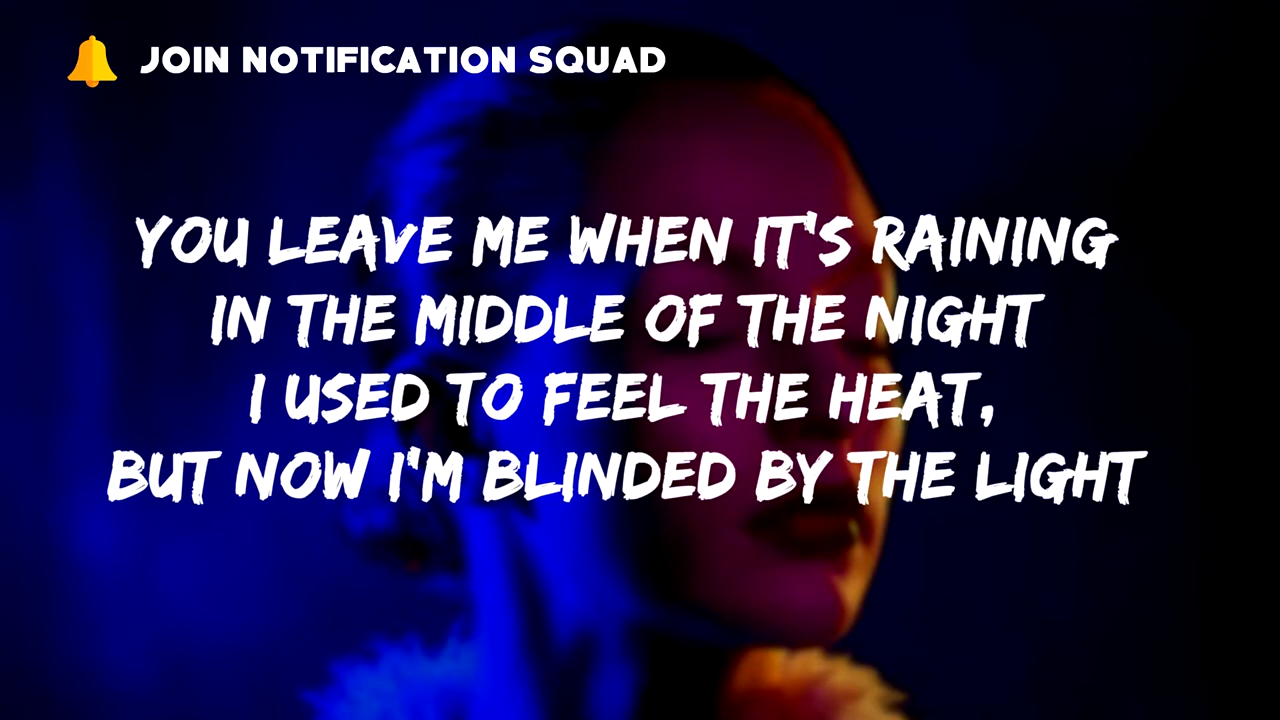 JOIN NOTIFICATION SQUAD
YOU LEAVE ME WHEN IT'S RAINING
IN THE MIDDLE OF THE NIGHT
I USED TO FEEL THE HEAT,
BUT NOW I'M BLINDED BY THE LIGHT